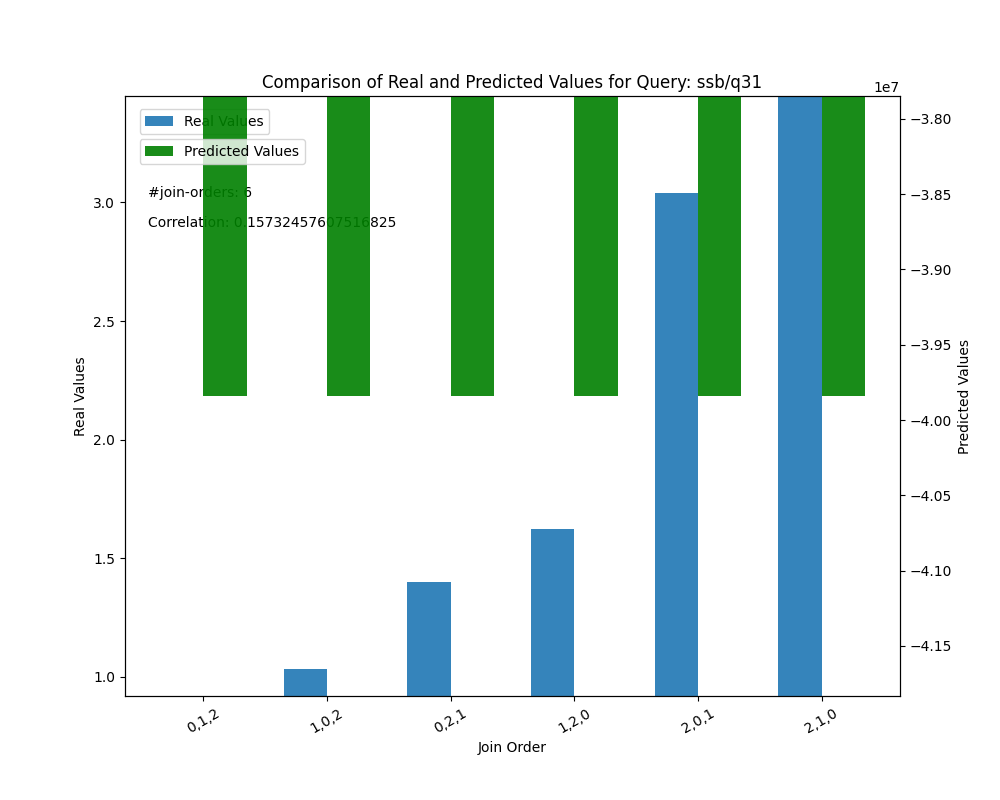 Comparison of Real and Predicted Values for Query: ssb/q31
1e7
Real Values
Predicted Values
#join-orders: 6
Correlation: 0.15732457607516825
3.0
2.5
2.0
1.5
1.0
Real Values
−3.80
−3.85
−3.90
−3.95
−4.00
−4.05
−4.10
−4.15
Predicted Values
0,1,2
1,0,2
0,2,1
1,2,0
2,0,1
2,1,0
Join Order